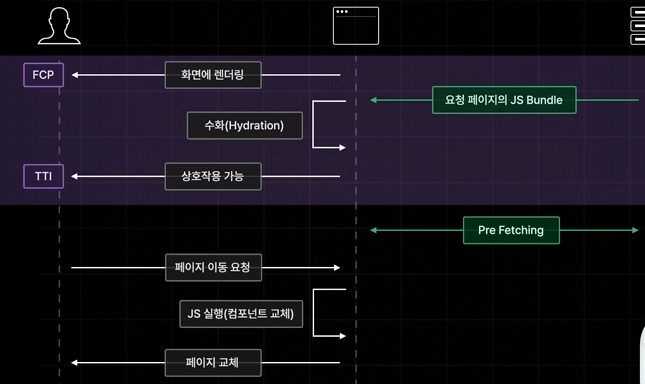 FCP
화면에 렌더링
요청 페이지의 JS Bundle
수화(Hydration)
TTI
상호작용 가능
Pre Fetching
페이지 이동 요청
JS 실행(컴포넌트 교체)
페이지 교체